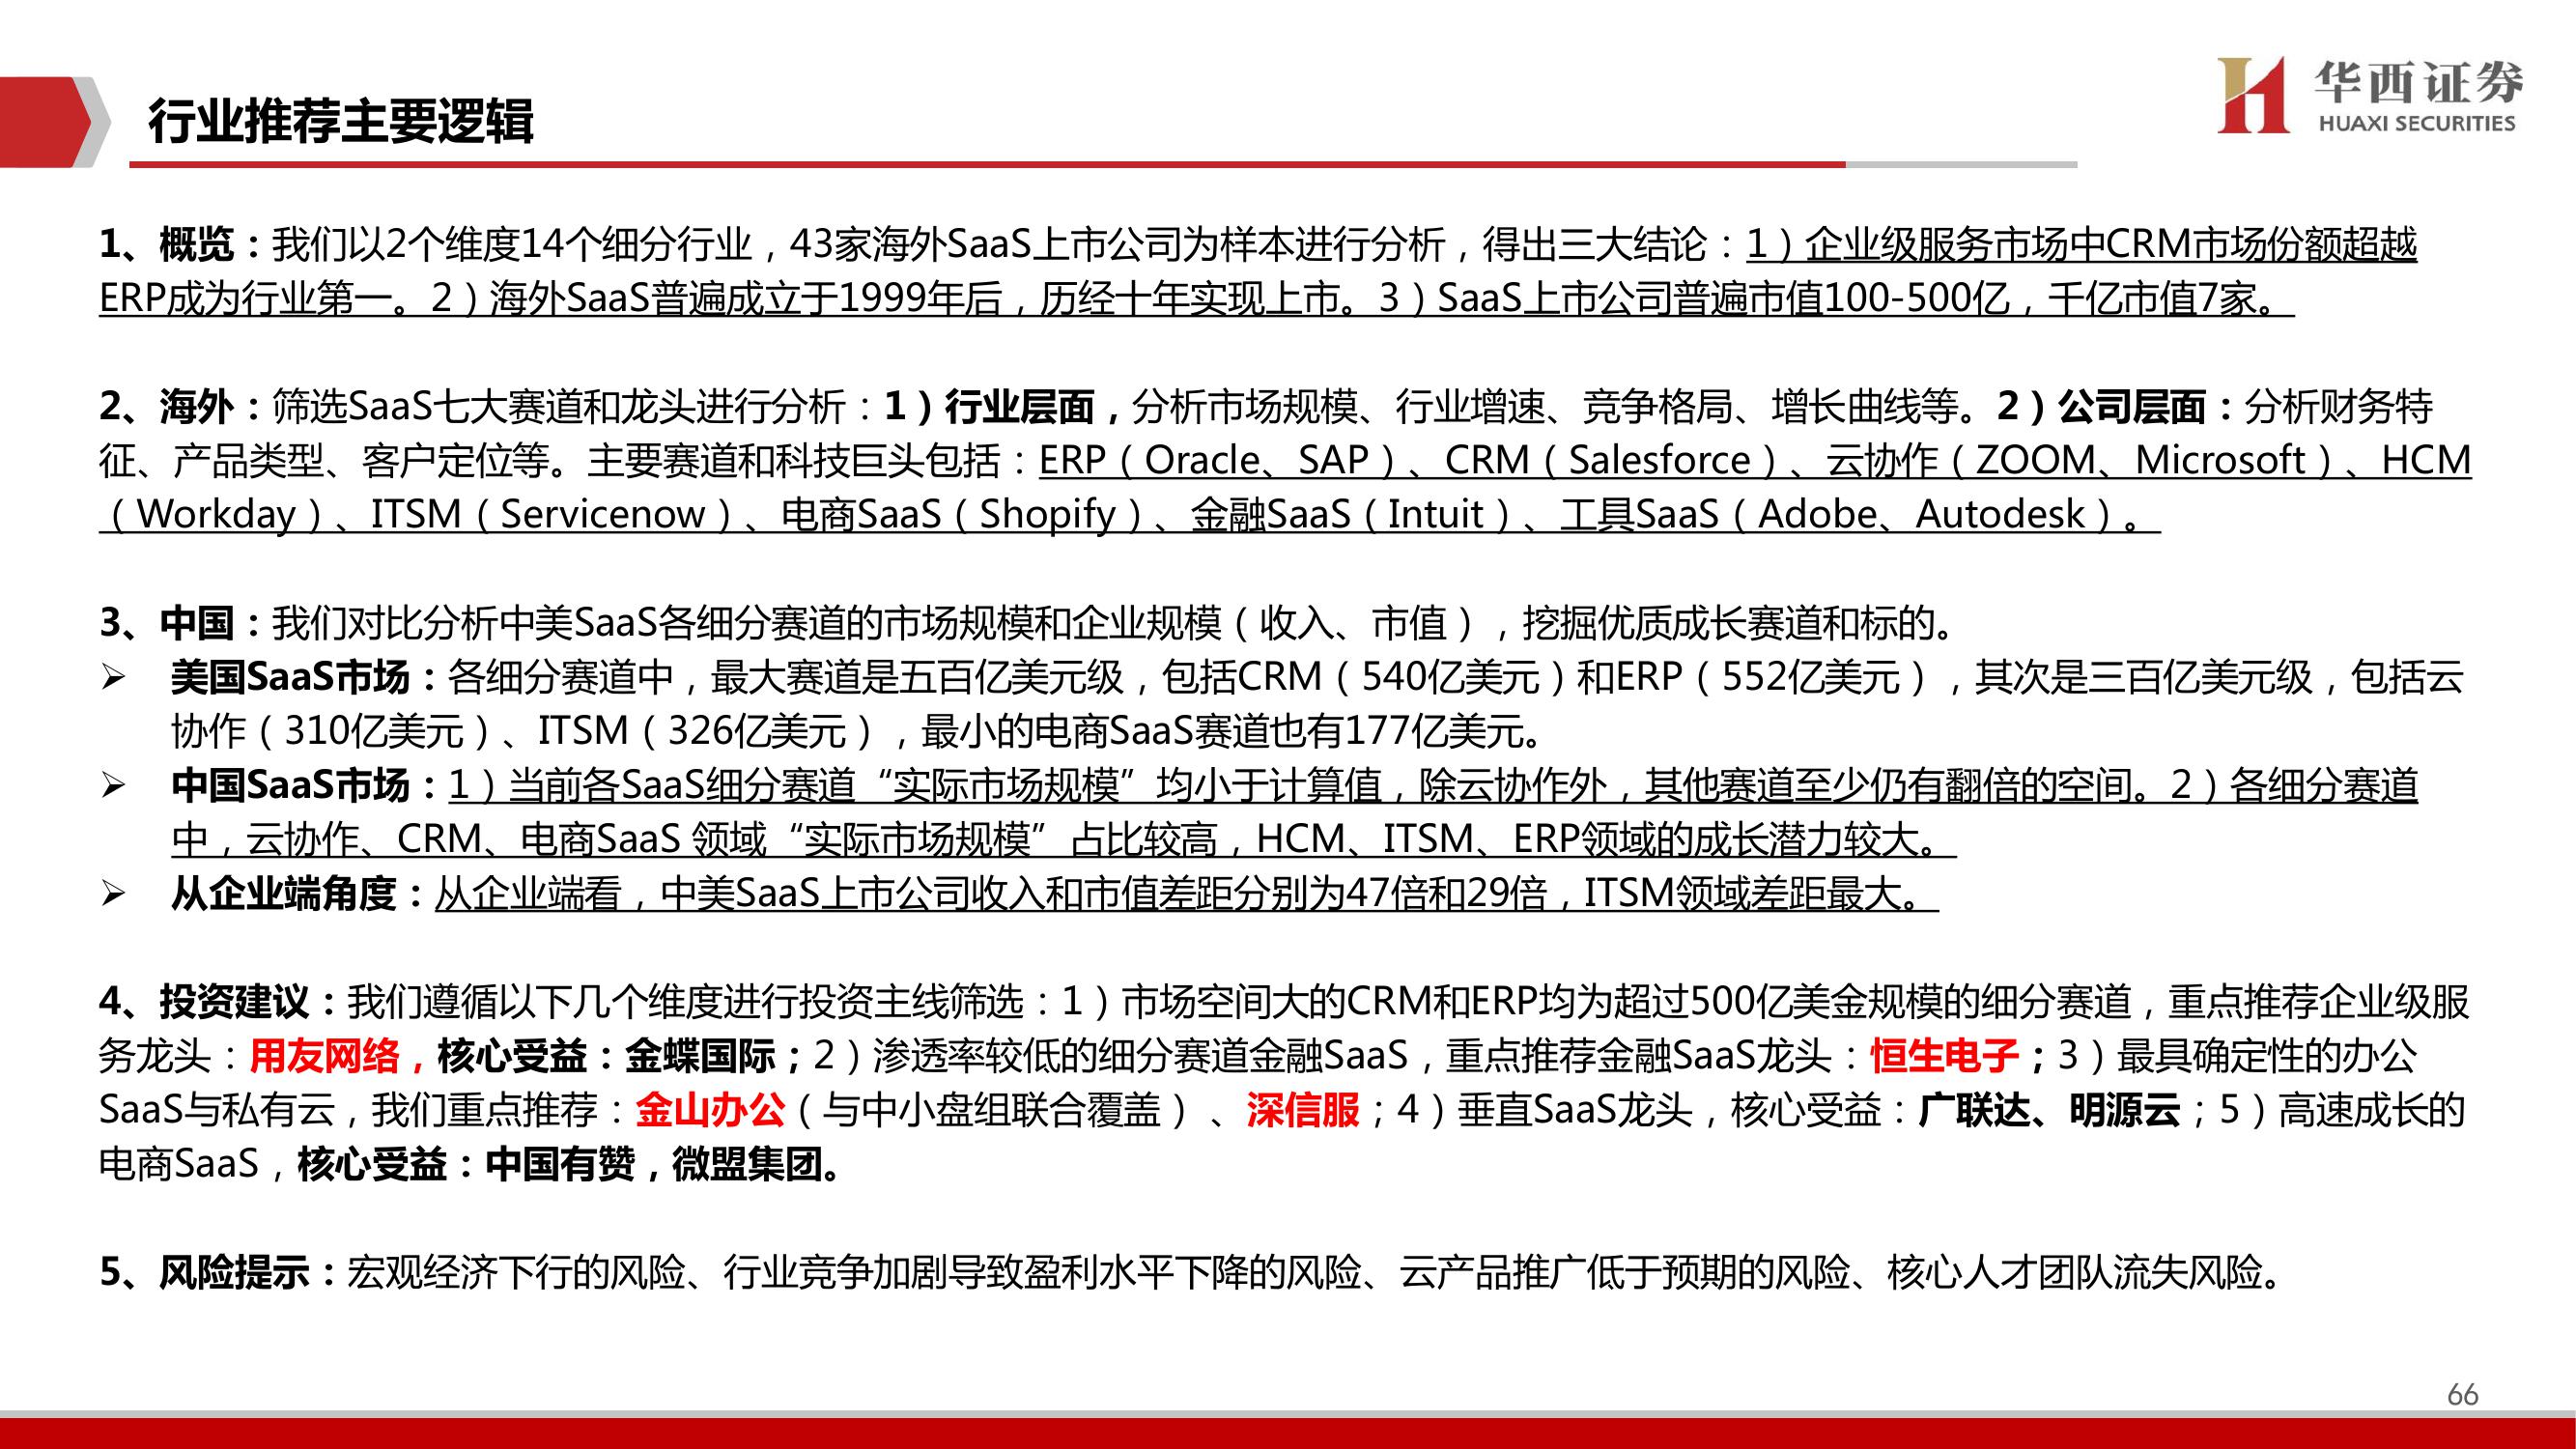 行业推荐主要逻辑
华西证券
HUAXI SECURITIES
1、概览：我们以2个维度14个细分行业，43家海外SaaS上市公司为样本进行分析，得出三大结论：1）企业级服务市场中CRM市场份额超越
ERP成为行业第一。2）海外SaaS普遍成立于1999年后，历经十年实现上市。3）SaaS上市公司普遍市值100-500亿，千亿市值7家。
2、海外：筛选SaaS七大赛道和龙头进行分析：1）行业层面，分析市场规模、行业增速、竞争格局、增长曲线等。2）公司层面：分析财务特
征、产品类型、客户定位等。主要赛道和科技巨头包括：ERP（Oracle、SAP）、CRM（Salesforce）、云协作（ZOOM、Microsoft）、HCM
（Workday）、ITSM（Servicenow）、电商SaaS（Shopify）、金融SaaS（Intuit）、工具SaaS（Adobe、Autodesk）。
3、中国：我们对比分析中美SaaS各细分赛道的市场规模和企业规模（收入、市值），挖掘优质成长赛道和标的。
➢ 美国SaaS市场：各细分赛道中，最大赛道是五百亿美元级，包括CRM（540亿美元）和ERP（552亿美元），其次是三百亿美元级，包括云
协作（310亿美元）、ITSM（326亿美元），最小的电商SaaS赛道也有177亿美元。
➢ 中国SaaS市场：1）当前各SaaS细分赛道“实际市场规模”均小于计算值，除云协作外，其他赛道至少仍有翻倍的空间。2）各细分赛道
中，云协作、CRM、电商SaaS 领域“实际市场规模”占比较高，HCM、ITSM、ERP领域的成长潜力较大。
➢ 从企业端角度：从企业端看，中美SaaS上市公司收入和市值差距分别为47倍和29倍，ITSM领域差距最大。
4、投资建议：我们遵循以下几个维度进行投资主线筛选：1）市场空间大的CRM和ERP均为超过500亿美金规模的细分赛道，重点推荐企业级服
务龙头：用友网络，核心受益：金蝶国际；2）渗透率较低的细分赛道金融SaaS，重点推荐金融SaaS龙头：恒生电子；3）最具确定性的办公
SaaS与私有云，我们重点推荐：金山办公（与中小盘组联合覆盖）、深信服；4）垂直SaaS龙头，核心受益：广联达、明源云；5）高速成长的
电商SaaS，核心受益：中国有赞，微盟集团。
5、风险提示：宏观经济下行的风险、行业竞争加剧导致盈利水平下降的风险、云产品推广低于预期的风险、核心人才团队流失风险。
66